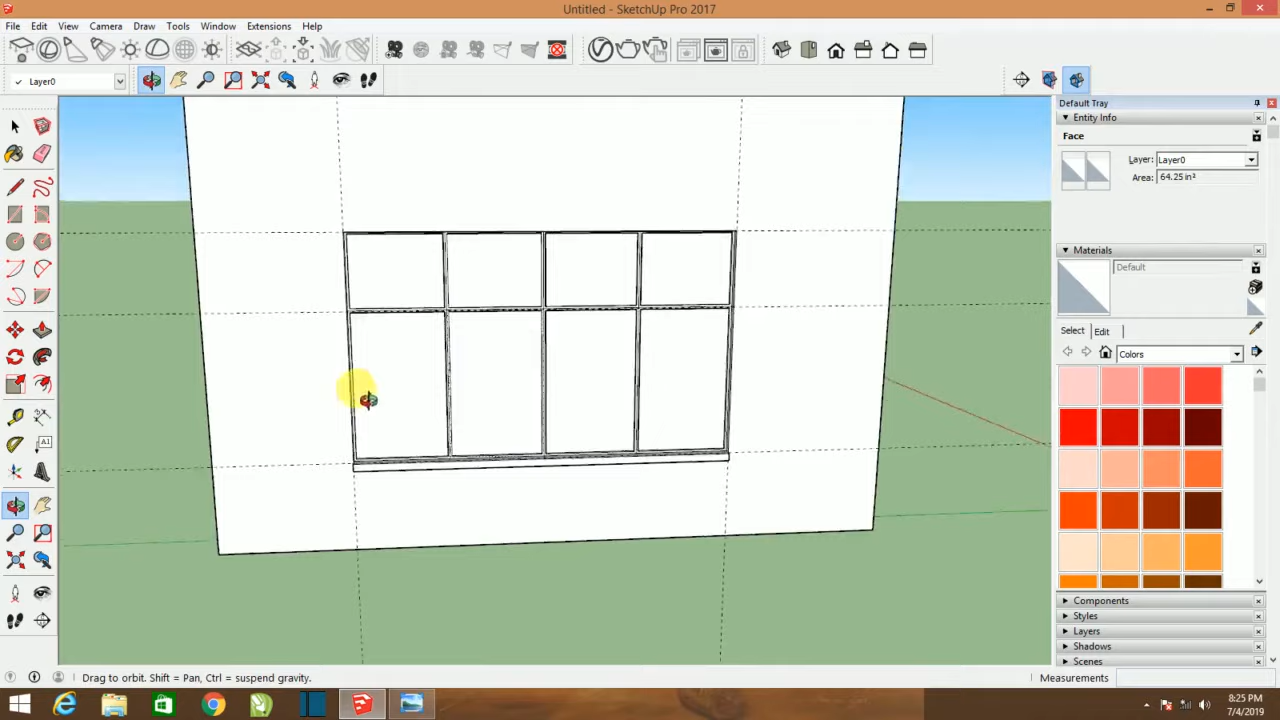 Untitled - SketchUp Pro 2017
File Edit View Camera Draw Tools Window Extensions Help
Layer0
Default Tray
Entity Info
Face
Layer: Layer0
Area: 64.25 in²
Materials
Default
Select Edit
Colors
A1
Components
Styles
Layers
Shadows
Scenes
Drag to orbit. Shift = Pan, Ctrl = suspend gravity.
Measurements
8:25 PM
7/4/2019